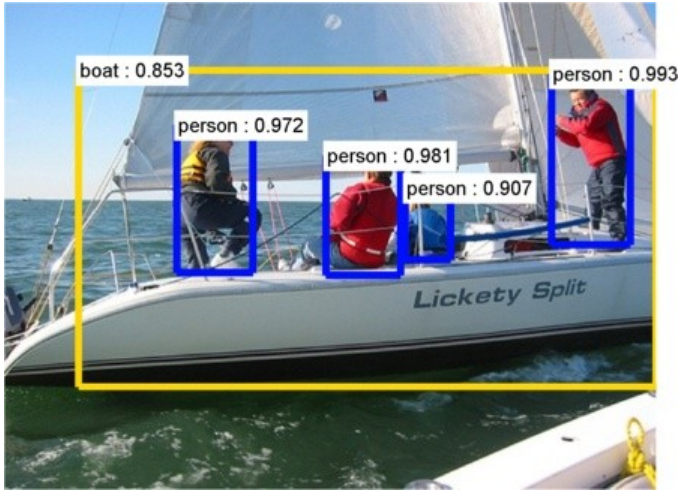 boat : 0.853
person : 0.993
person : 0.972
person : 0.981
person : 0.907
Lickety Split